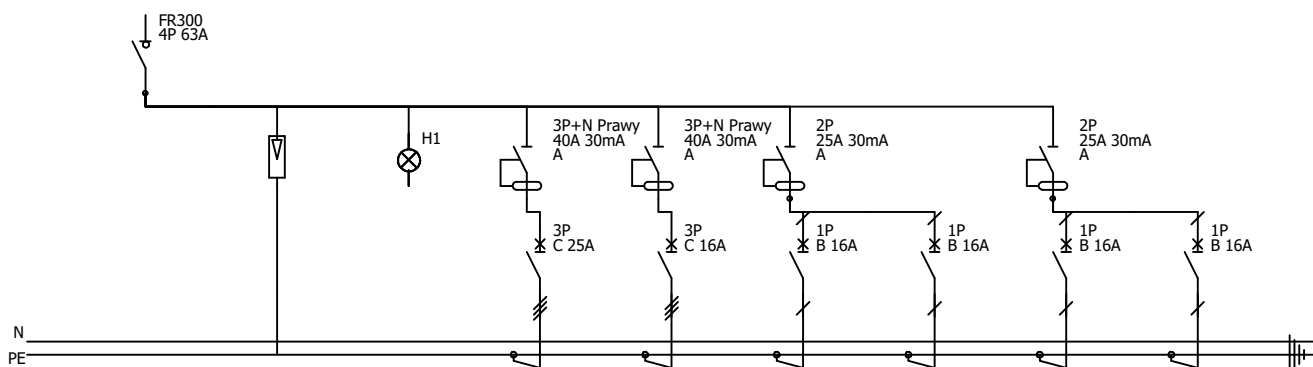 FR300
4P 63A
H1
3P+N Prawy
40A 30mA
A
3P+N Prawy
40A 30mA
A
2P
25A 30mA
A
2P
25A 30mA
A
3P
C 25A
3P
C 16A
1P
B 16A
1P
B 16A
1P
B 16A
1P
B 16A
N
PE